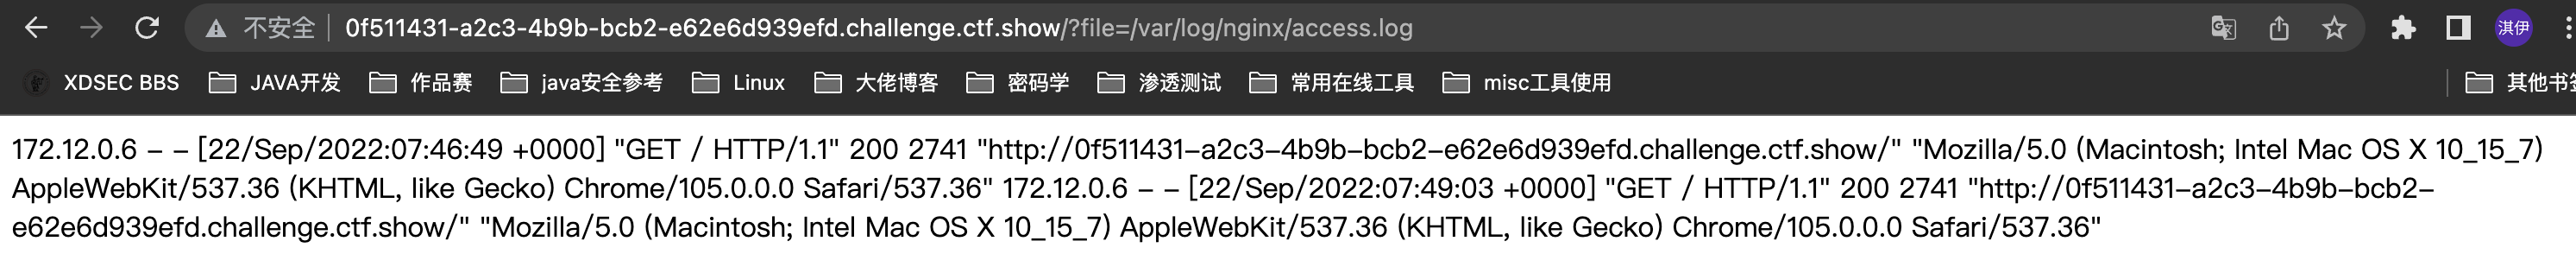 不安全 0f511431-a2c3-4b9b-bcb2-e62e6d939efd.challenge.ctf.show/?file=/var/log/nginx/access.log 淇伊
XDSEC BBS JAVA开发 作品赛 java安全参考 Linux 大佬博客 密码学 渗透测试 常用在线工具 misc工具使用 其他书签
172.12.0.6 – – [22/Sep/2022:07:46:49 +0000] "GET / HTTP/1.1" 200 2741 "http://0f511431–a2c3–4b9b–bcb2–e62e6d939efd.challenge.ctf.show/" "Mozilla/5.0 (Macintosh; Intel Mac OS X 10_15_7)
AppleWebKit/537.36 (KHTML, like Gecko) Chrome/105.0.0.0 Safari/537.36" 172.12.0.6 – – [22/Sep/2022:07:49:03 +0000] "GET / HTTP/1.1" 200 2741 "http://0f511431–a2c3–4b9b–bcb2–
e62e6d939efd.challenge.ctf.show/" "Mozilla/5.0 (Macintosh; Intel Mac OS X 10_15_7) AppleWebKit/537.36 (KHTML, like Gecko) Chrome/105.0.0.0 Safari/537.36"